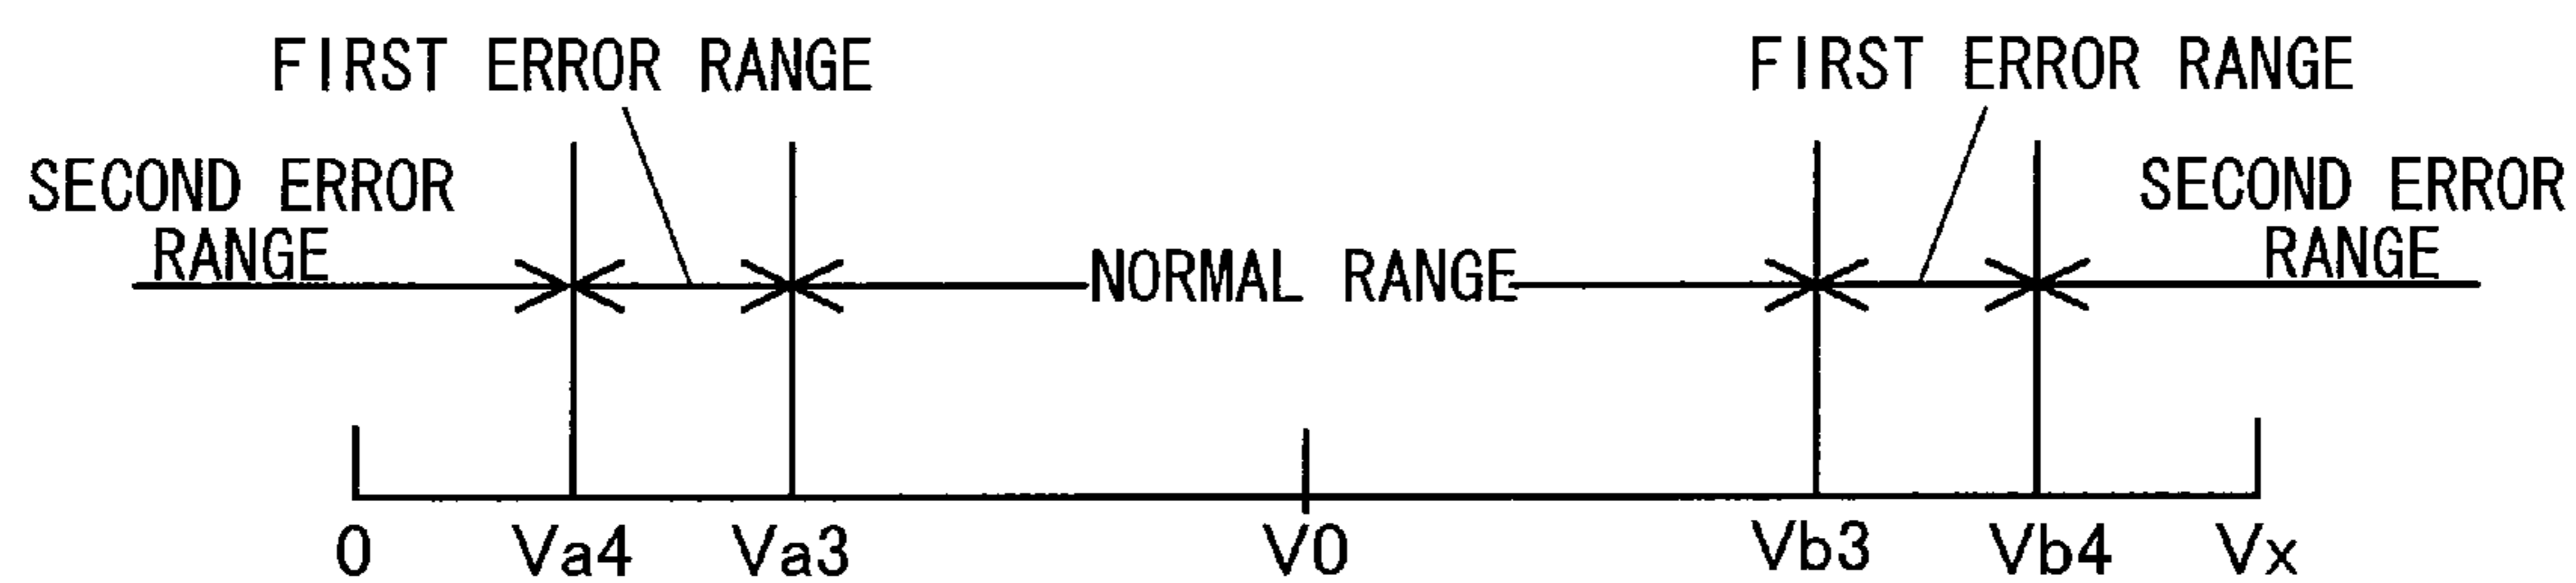 FIRST ERROR RANGE
FIRST ERROR RANGE
SECOND ERROR
RANGE
SECOND ERROR
RANGE
NORMAL RANGE
0 Va4 Va3 V0 Vb3 Vb4 Vx